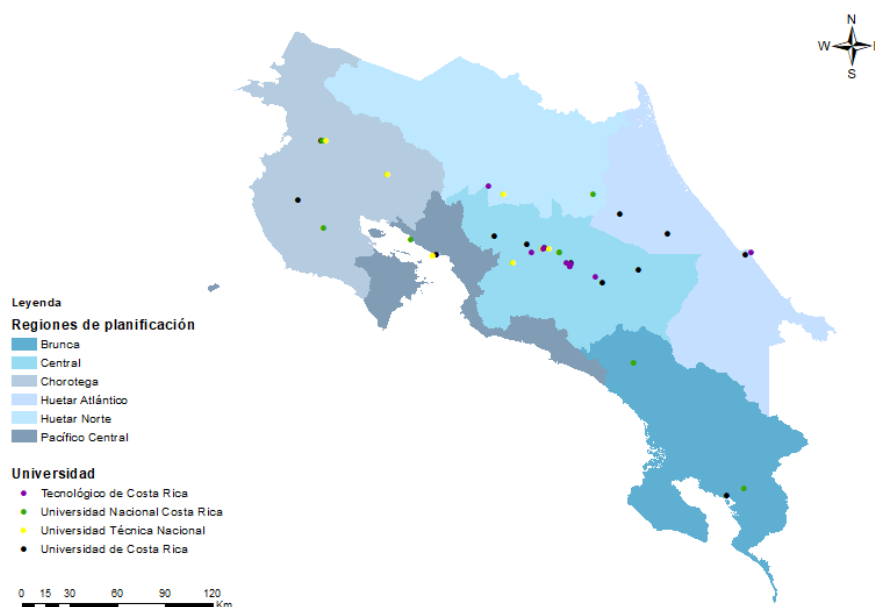 N
W
E
S
Leyenda
Regiones de planificación
Brunca
Central
Chorotega
Huetar Atlántico
Huetar Norte
Pacífico Central
Universidad
Tecnológico de Costa Rica
Universidad Nacional Costa Rica
Universidad Técnica Nacional
Universidad de Costa Rica
0 15 30 60 90 120
Km